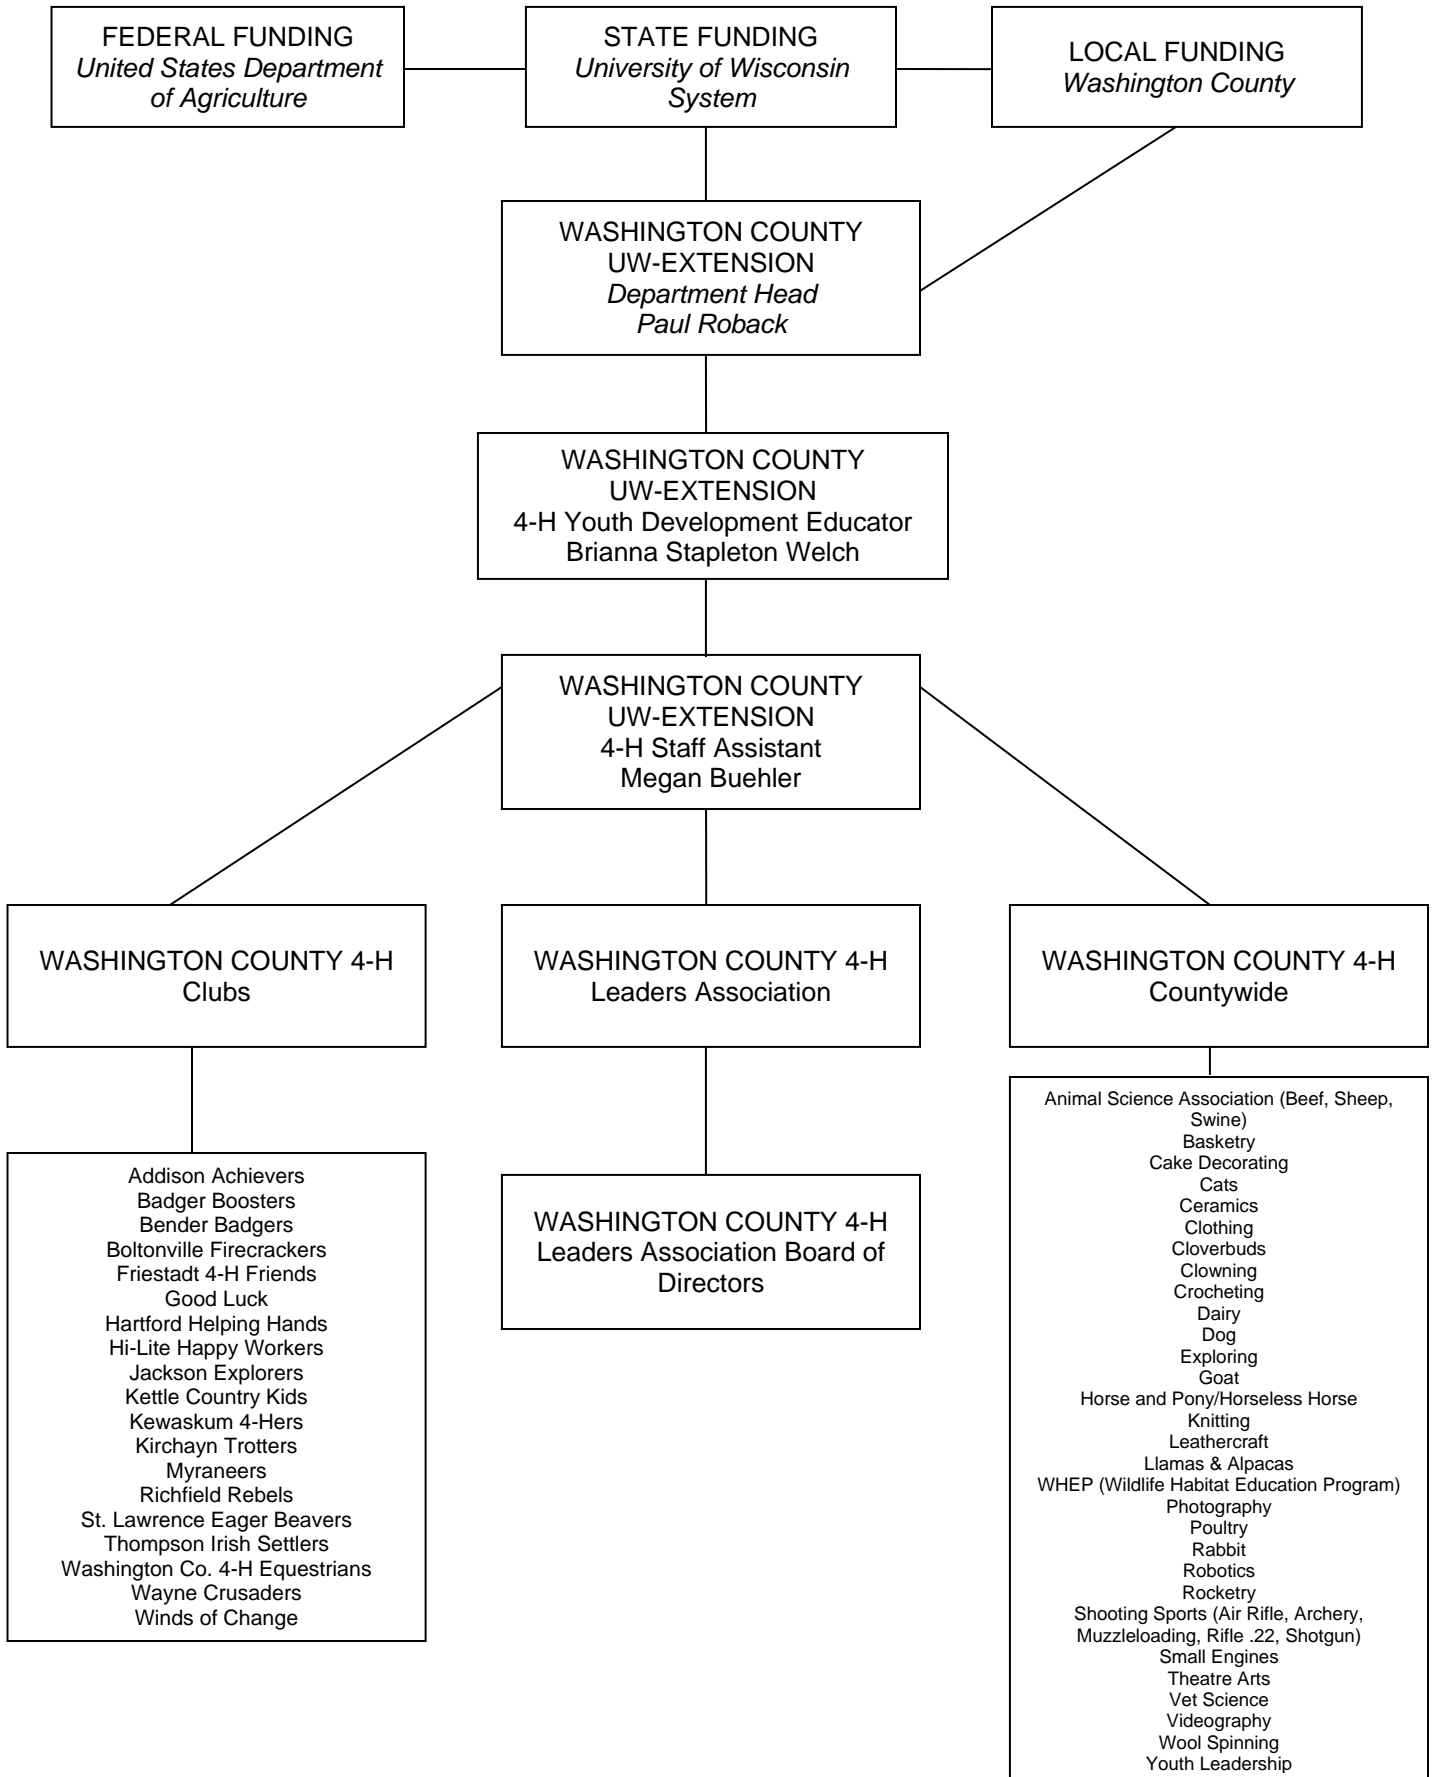 FEDERAL FUNDING
United States Department
of Agriculture
STATE FUNDING
University of Wisconsin
System
LOCAL FUNDING
Washington County
WASHINGTON COUNTY
UW-EXTENSION
Department Head
Paul Roback
WASHINGTON COUNTY
UW-EXTENSION
4-H Youth Development Educator
Brianna Stapleton Welch
WASHINGTON COUNTY
UW-EXTENSION
4-H Staff Assistant
Megan Buehler
WASHINGTON COUNTY 4-H
Clubs
WASHINGTON COUNTY 4-H
Leaders Association
WASHINGTON COUNTY 4-H
Countywide
Addison Achievers
Badger Boosters
Bender Badgers
Boltonville Firecrackers
Friestadt 4-H Friends
Good Luck
Hartford Helping Hands
Hi-Lite Happy Workers
Jackson Explorers
Kettle Country Kids
Kewaskum 4-Hers
Kirchayn Trotters
Myraneers
Richfield Rebels
St. Lawrence Eager Beavers
Thompson Irish Settlers
Washington Co. 4-H Equestrians
Wayne Crusaders
Winds of Change
WASHINGTON COUNTY 4-H
Leaders Association Board of
Directors
Animal Science Association (Beef, Sheep,
Swine)
Basketry
Cake Decorating
Cats
Ceramics
Clothing
Cloverbuds
Clowning
Crocheting
Dairy
Dog
Exploring
Goat
Horse and Pony/Horseless Horse
Knitting
Leathercraft
Llamas & Alpacas
WHEP (Wildlife Habitat Education Program)
Photography
Poultry
Rabbit
Robotics
Rocketry
Shooting Sports (Air Rifle, Archery,
Muzzleloading, Rifle .22, Shotgun)
Small Engines
Theatre Arts
Vet Science
Videography
Wool Spinning
Youth Leadership